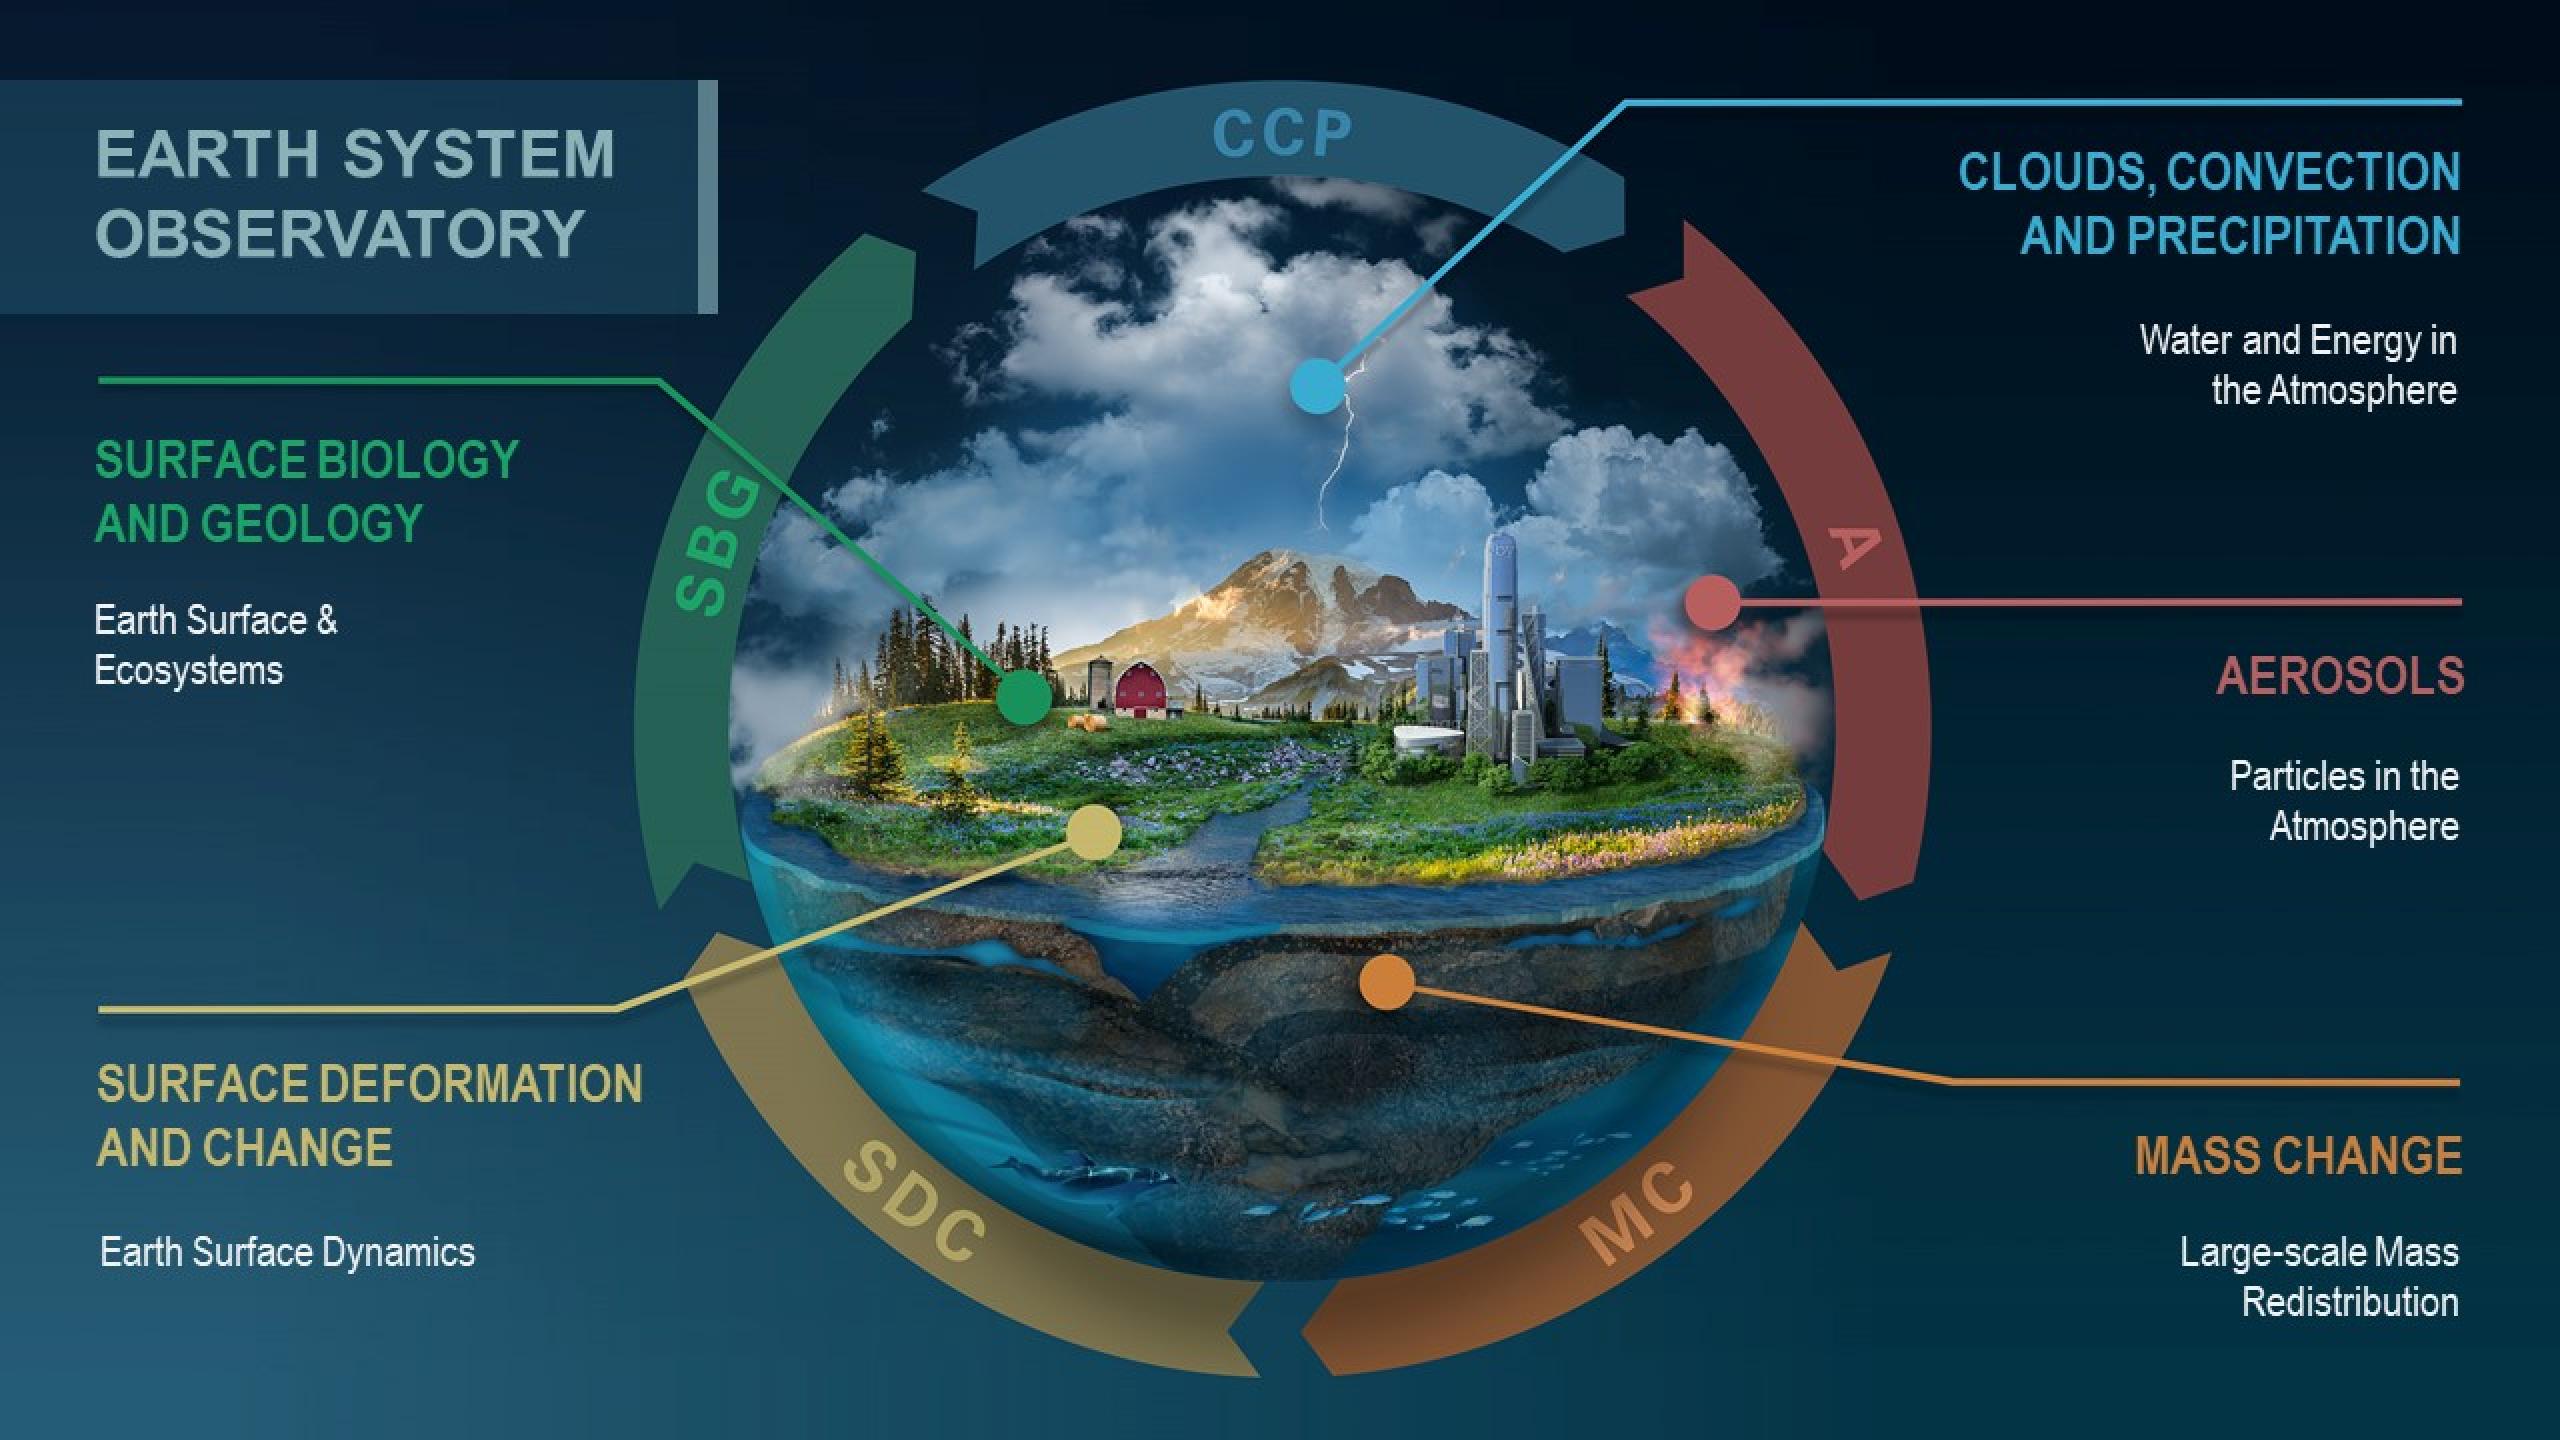 EARTH SYSTEM
OBSERVATORY
CCP
CLOUDS, CONVECTION
AND PRECIPITATION
Water and Energy in
the Atmosphere
SURFACE BIOLOGY
AND GEOLOGY
Earth Surface &
Ecosystems
SBG
A
AEROSOLS
Particles in the
Atmosphere
SURFACE DEFORMATION
AND CHANGE
Earth Surface Dynamics
SDC
MC
MASS CHANGE
Large-scale Mass
Redistribution